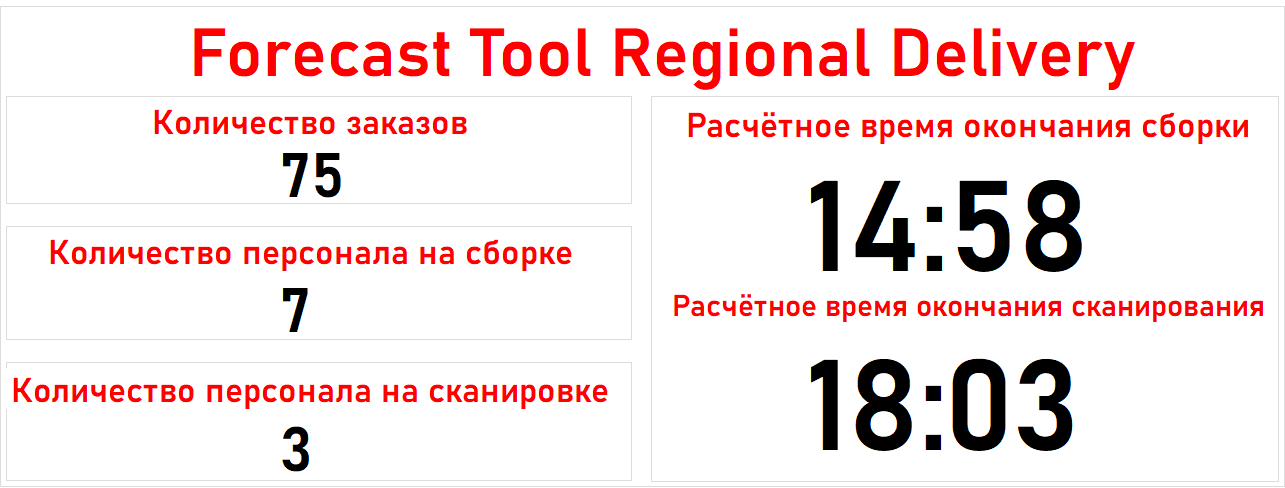 Forecast Tool Regional Delivery
Количество заказов
75
Количество персонала на сборке
7
Количество персонала на сканировке
3
Расчётное время окончания сборки
14:58
Расчётное время окончания сканирования
18:03